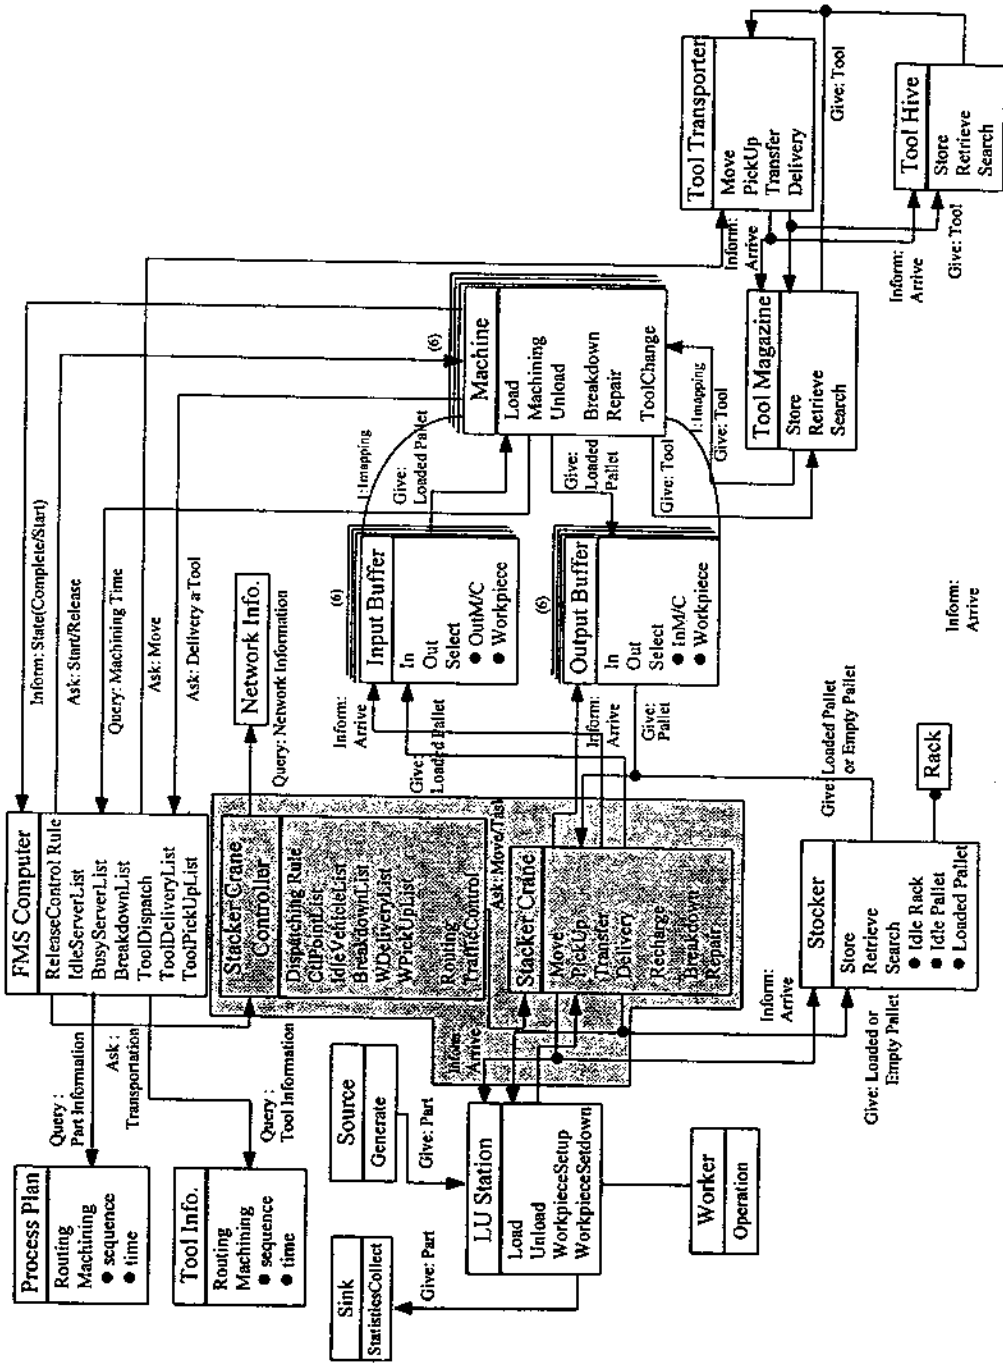 Process Plan
Routing
Machining
● sequence
● time
Tool Info.
Routing
Machining
● sequence
● time
Query :
Part Information
Ask :
Transportation
Query :
Tool Information
FMS Computer
ReleaseControl Rule
IdleServerList
BusyServerList
BreakdownList
ToolDispatch
ToolDeliveryList
ToolPickUpList
Inform: State(Complete/Start)
Ask: Start/Release
Query: Machining Time
Ask: Move
Ask: Delivery a Tool
Network Info.
Query: Network Information
Stacker Crane
Controller
Dispatching Rule
CtlPointList
IdleVehicleList
BreakdownList
WDeliveryList
WPickUpList
Routing
TrafficControl
Ask: Move/Task
Inform:
Arrive
Stacker Crane
Move
PickUp
Transfer
Delivery
Recharge
Breakdown
Repair
Source
Generate
Give: Part
Sink
StatisticsCollect
Give: Part
LU Station
Load
Unload
WorkpieceSetup
WorkpieceSetdown
Worker
Operation
Inform:
Arrive
Give: Loaded or
Empty Pallet
Stocker
Store
Retrieve
Search
● Idle Rack
● Idle Pallet
● Loaded Pallet
Rack
Give: Loaded Pallet
or Empty Pallet
Inform:
Arrive
Give:
Loaded Pallet
Inform:
Arrive
Give:
Pallet
(6)
Input Buffer
In
Out
Select
● OutM/C
● Workpiece
(6)
Output Buffer
In
Out
Select
● InM/C
● Workpiece
Inform:
Arrive
1:1mapping
Give:
Loaded Pallet
Give:
Loaded
Pallet
Give: Tool
1:1mapping
Give: Tool
(6)
Machine
Load
Machining
Unload
Breakdown
Repair
ToolChange
Tool Magazine
Store
Retrieve
Search
Inform:
Arrive
Inform:
Arrive
Give: Tool
Tool Transporter
Move
PickUp
Transfer
Delivery
Give: Tool
Tool Hive
Store
Retrieve
Search